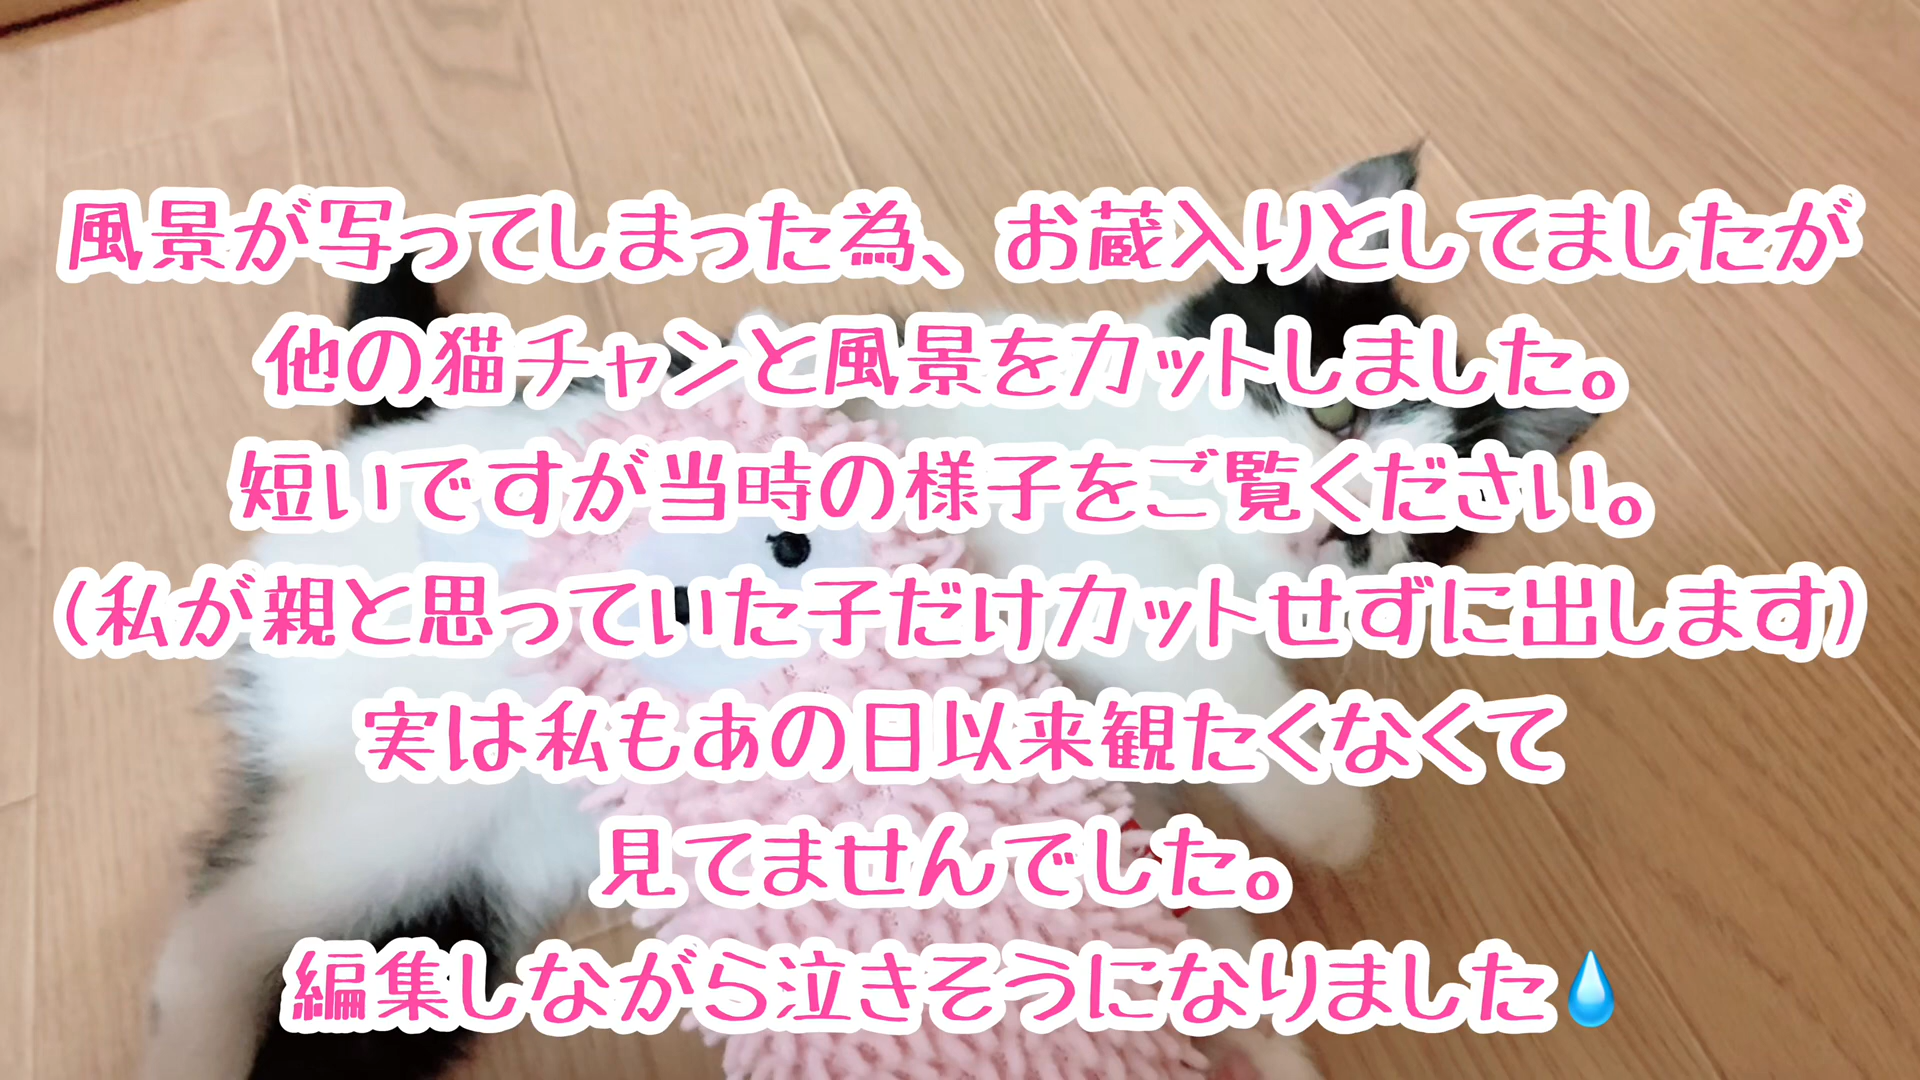 風景が写ってしまった為、お蔵入りとしてましたが
他の猫チャンと風景をカットしました。
短いですが当時の様子をご覧ください。
(私が親と思っていた子だけカットせずに出します)
実は私もあの日以来観たくなくて
見てませんでした。
編集しながら泣きそうになりました💧